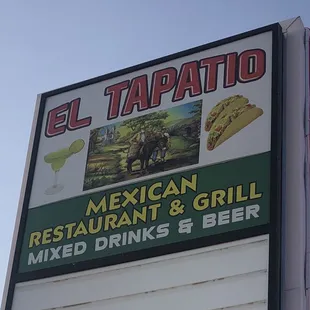 EL TAPATIO
MEXICAN
RESTAURANT & GRILL
MIXED DRINKS & BEER